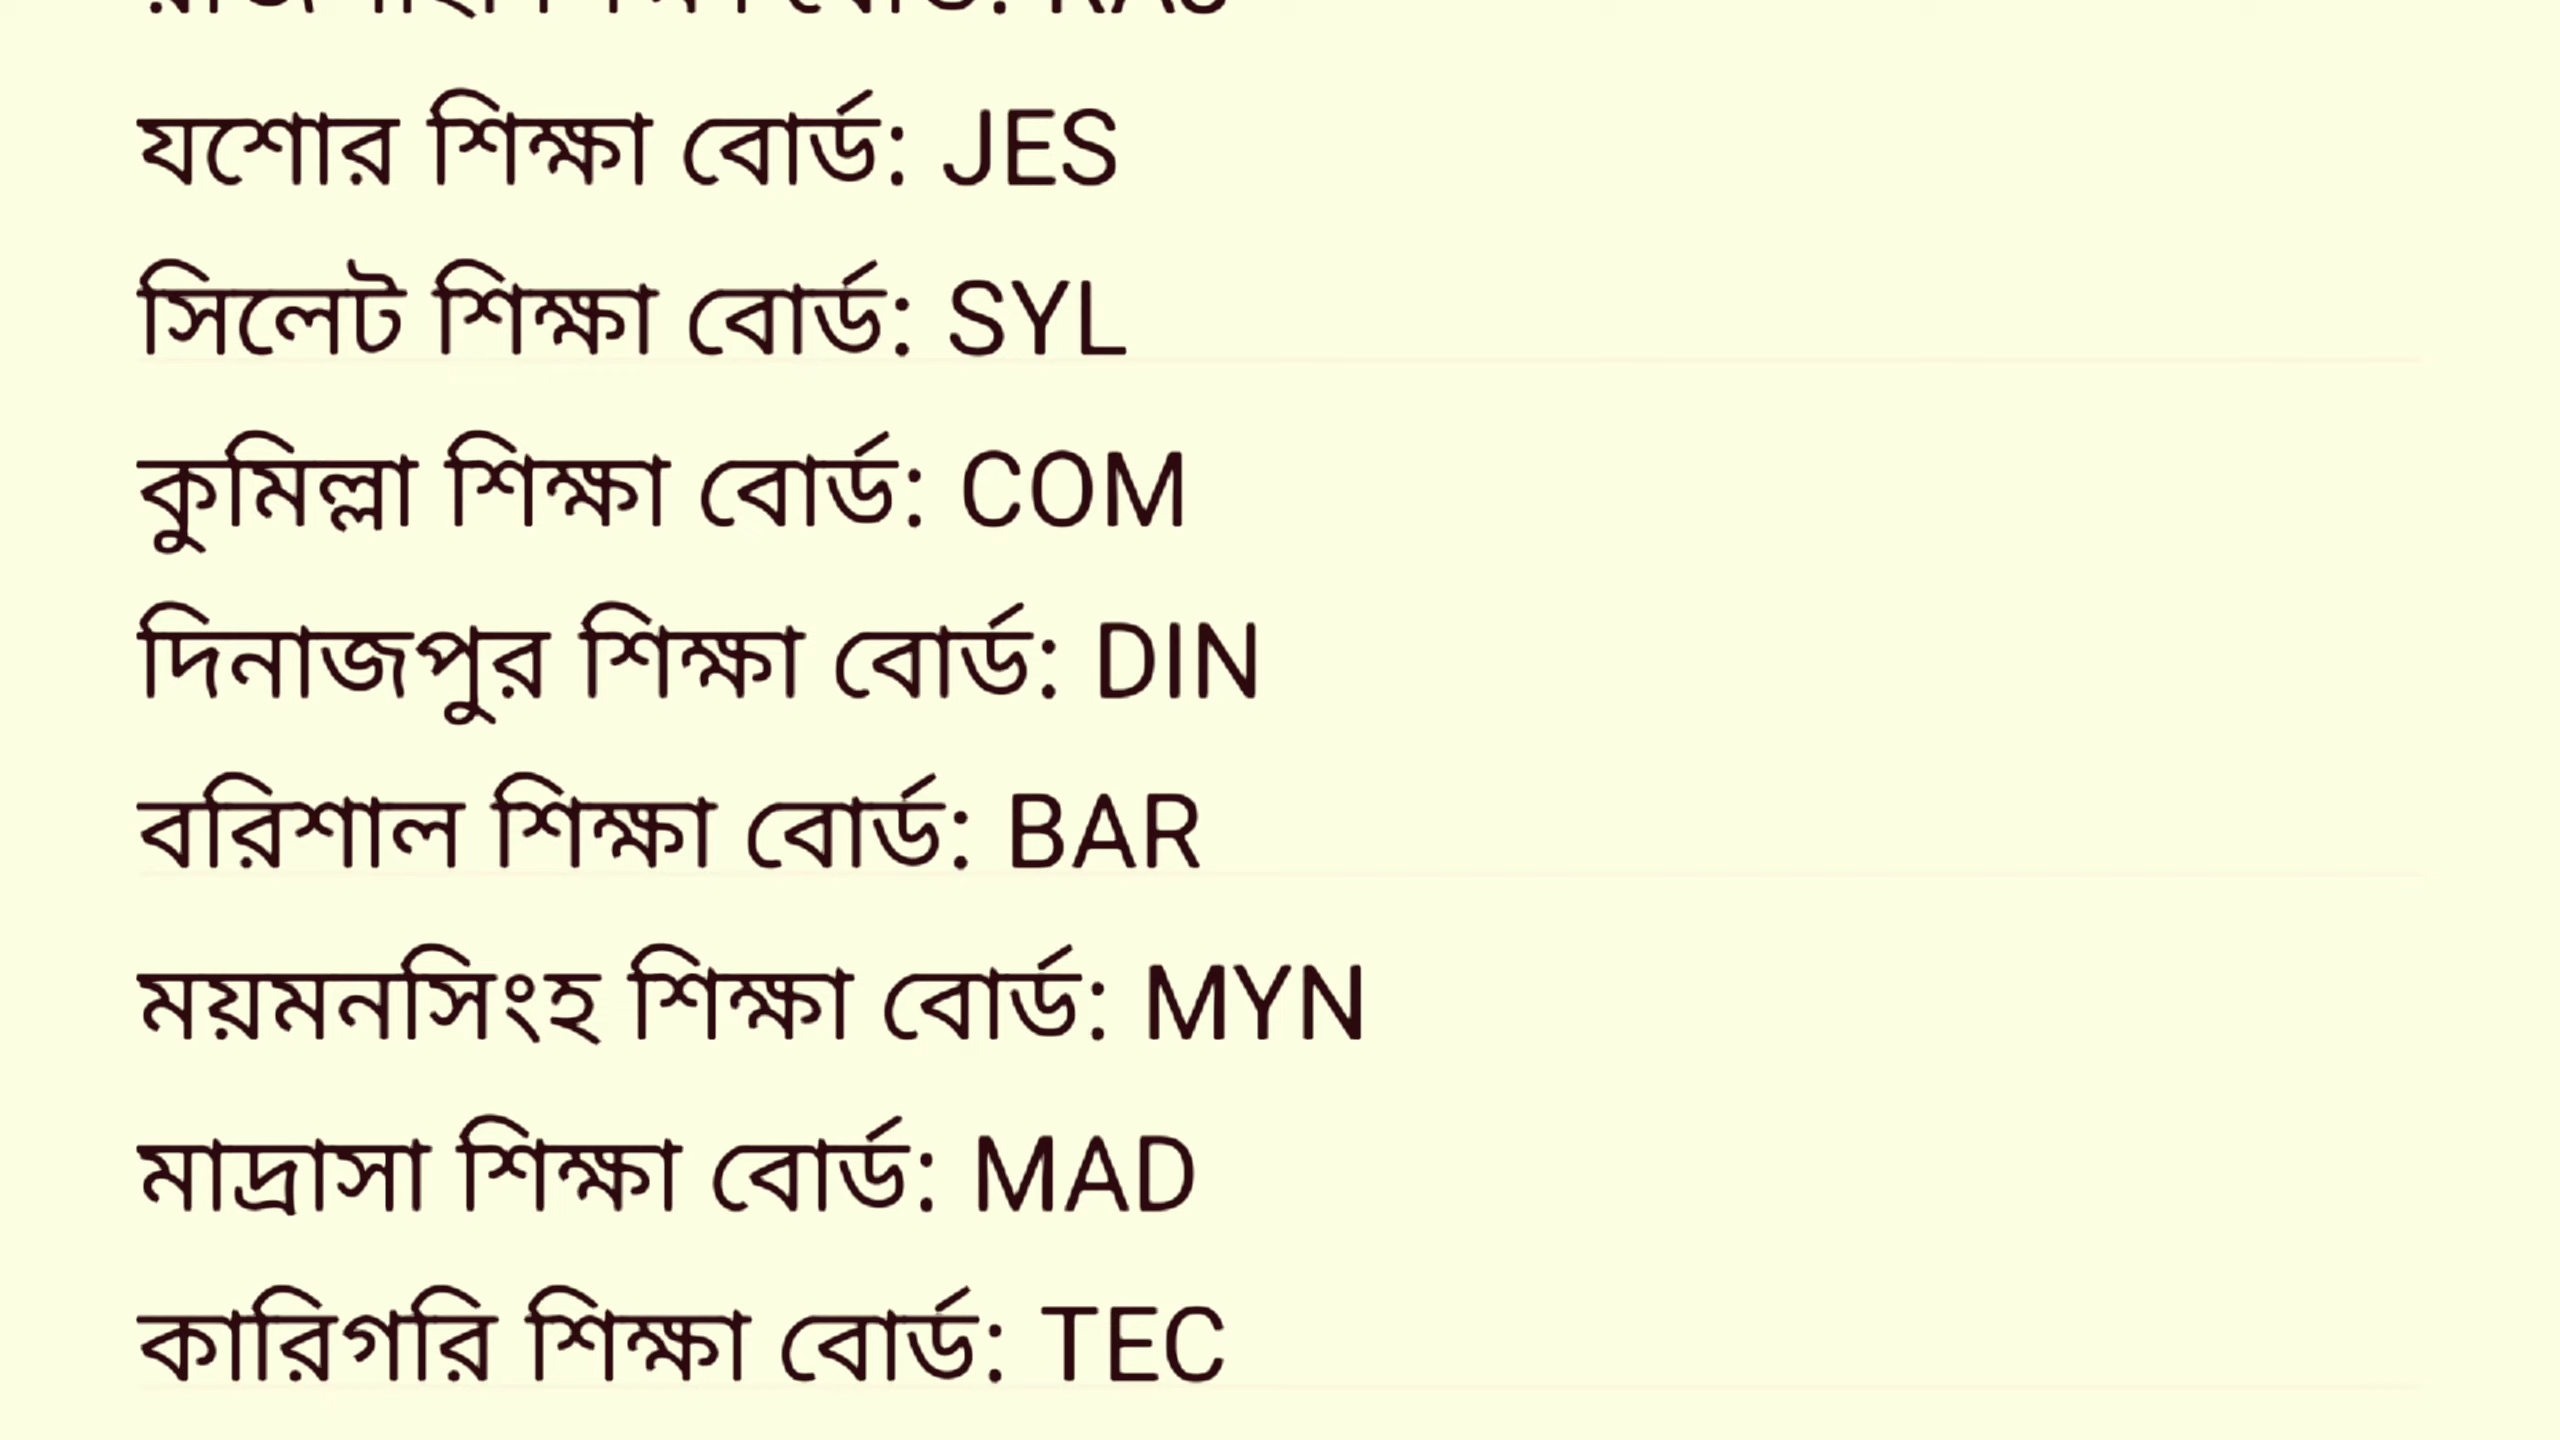 যশোর শিক্ষা বোর্ড: JES
সিলেট শিক্ষা বোর্ড: SYL
কুমিল্লা শিক্ষা বোর্ড: COM
দিনাজপুর শিক্ষা বোর্ড: DIN
বরিশাল শিক্ষা বোর্ড: BAR
ময়মনসিংহ শিক্ষা বোর্ড: MYN
মাদ্রাসা শিক্ষা বোর্ড: MAD
কারিগরি শিক্ষা বোর্ড: TEC